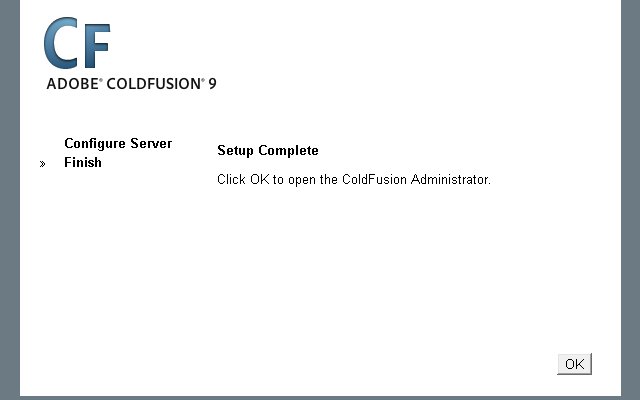 CF
ADOBE® COLDFUSION® 9
Configure Server
» Finish
Setup Complete
Click OK to open the ColdFusion Administrator.
OK